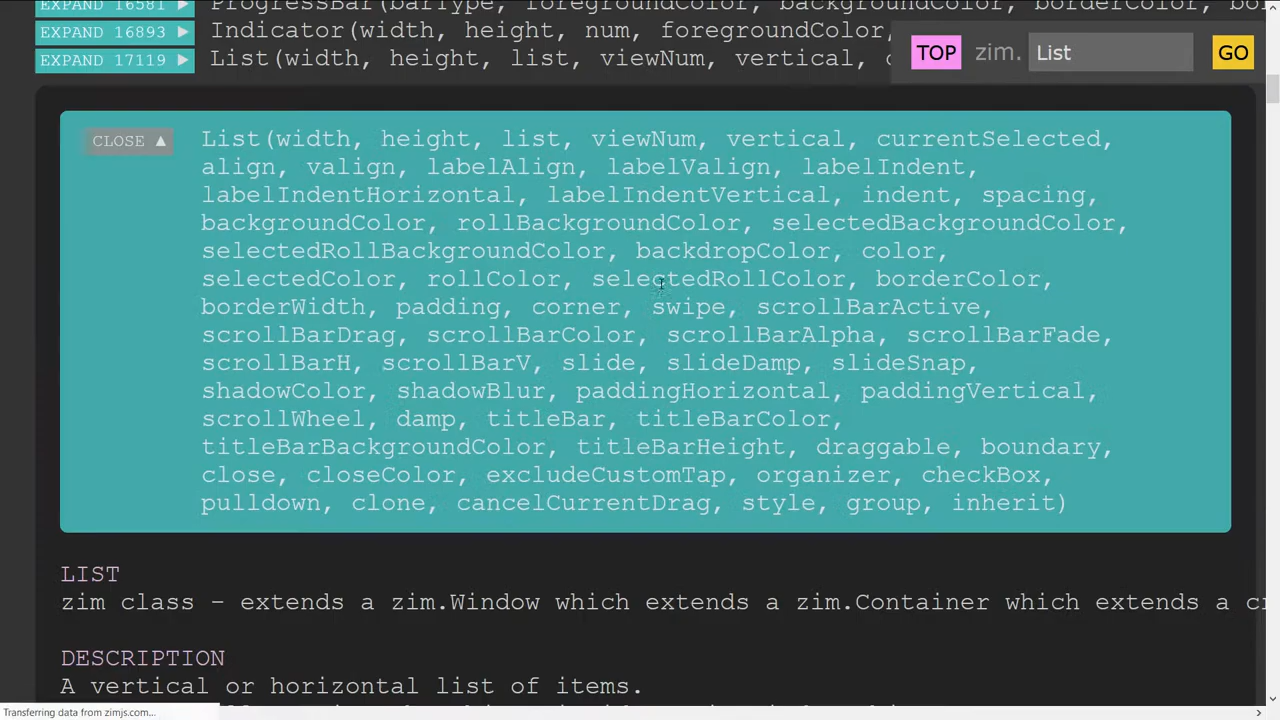 EXPAND 16581 ▶ ProgressBar(barType, foregroundColor, backgroundColor, borderColor,
EXPAND 16893 ▶ Indicator(width, height, num, foregroundColor,
EXPAND 17119 ▶ List(width, height, list, viewNum, vertical,
TOP zim. List GO
CLOSE ▲ List(width, height, list, viewNum, vertical, currentSelected,
align, valign, labelAlign, labelValign, labelIndent,
labelIndentHorizontal, labelIndentVertical, indent, spacing,
backgroundColor, rollBackgroundColor, selectedBackgroundColor,
selectedRollBackgroundColor, backdropColor, color,
selectedColor, rollColor, selectedRollColor, borderColor,
borderWidth, padding, corner, swipe, scrollBarActive,
scrollBarDrag, scrollBarColor, scrollBarAlpha, scrollBarFade,
scrollBarH, scrollBarV, slide, slideDamp, slideSnap,
shadowColor, shadowBlur, paddingHorizontal, paddingVertical,
scrollWheel, damp, titleBar, titleBarColor,
titleBarBackgroundColor, titleBarHeight, draggable, boundary,
close, closeColor, excludeCustomTap, organizer, checkBox,
pulldown, clone, cancelCurrentDrag, style, group, inherit)
LIST
zim class - extends a zim.Window which extends a zim.Container which extends a
DESCRIPTION
A vertical or horizontal list of items.
Transferring data from zimjs.com...